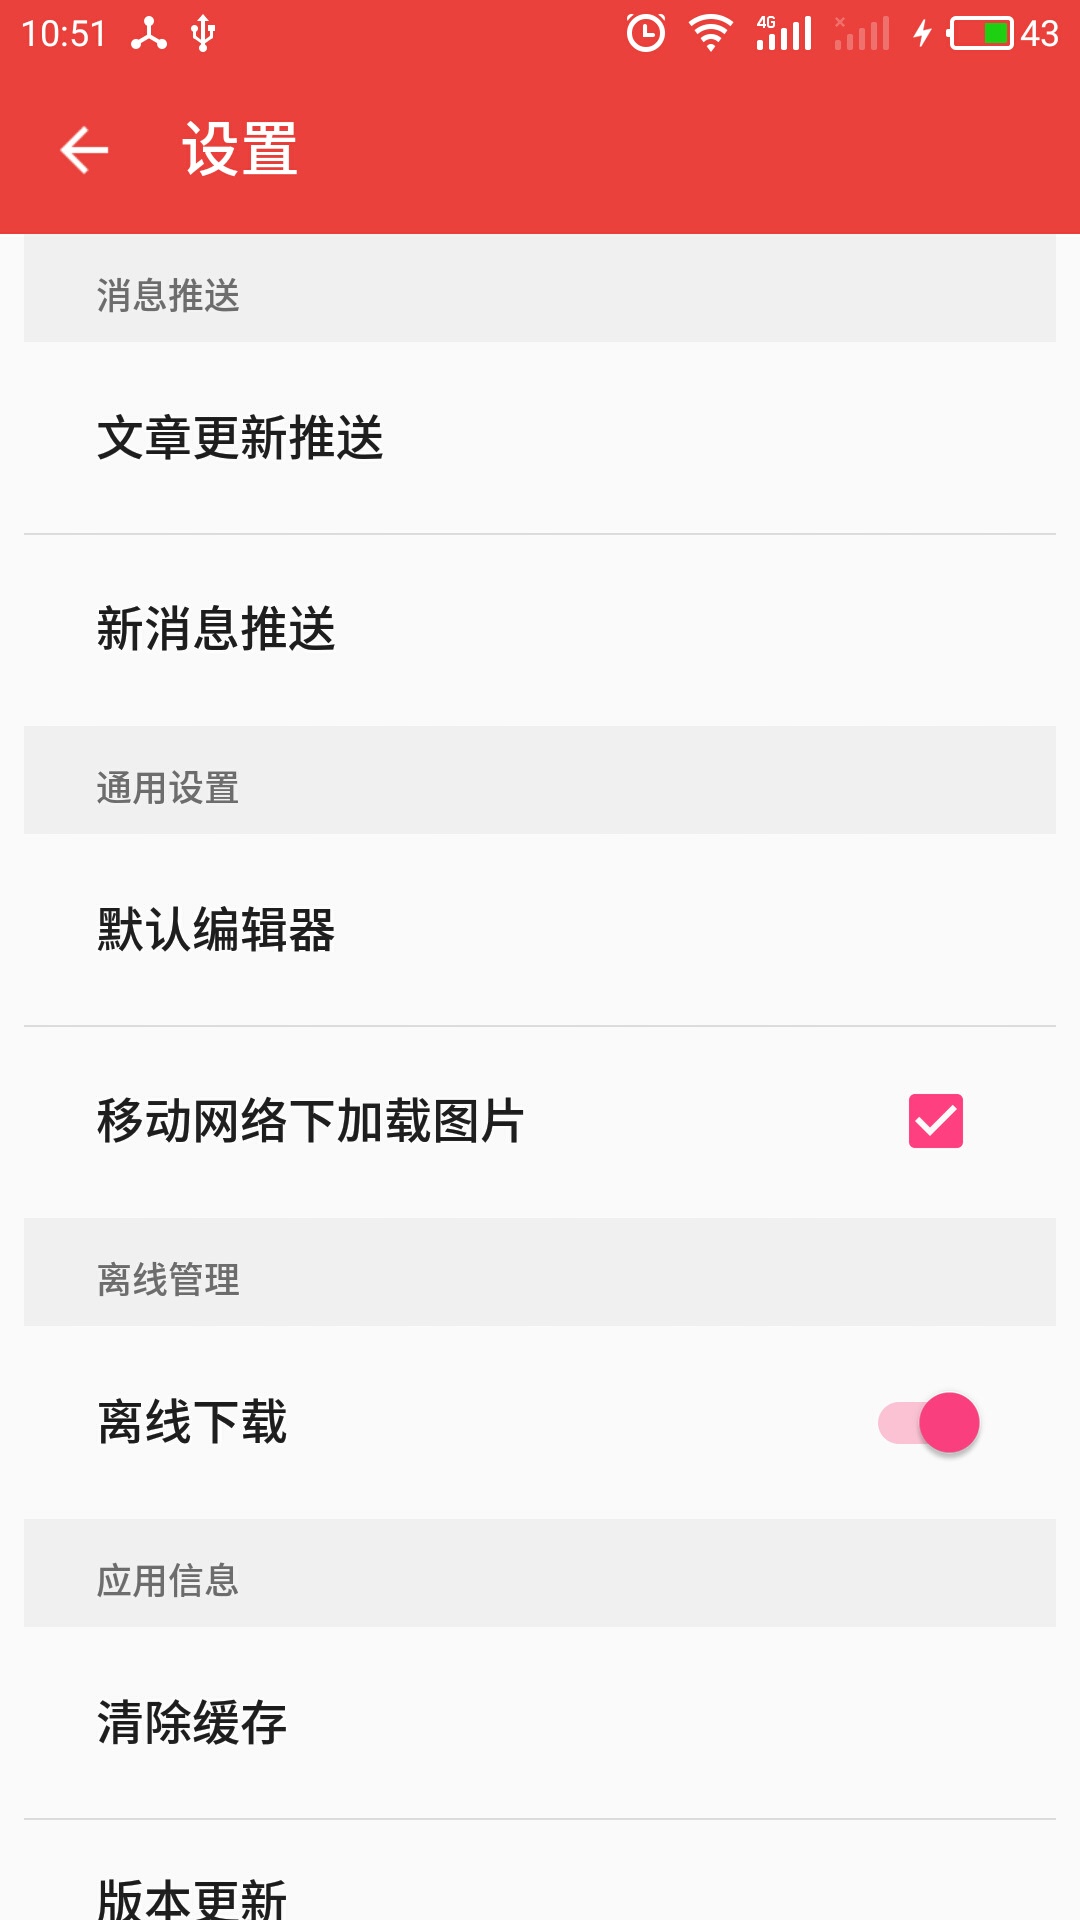 10:51 4G 43
设置
消息推送
文章更新推送
新消息推送
通用设置
默认编辑器
移动网络下加载图片
离线管理
离线下载
应用信息
清除缓存
版本更新